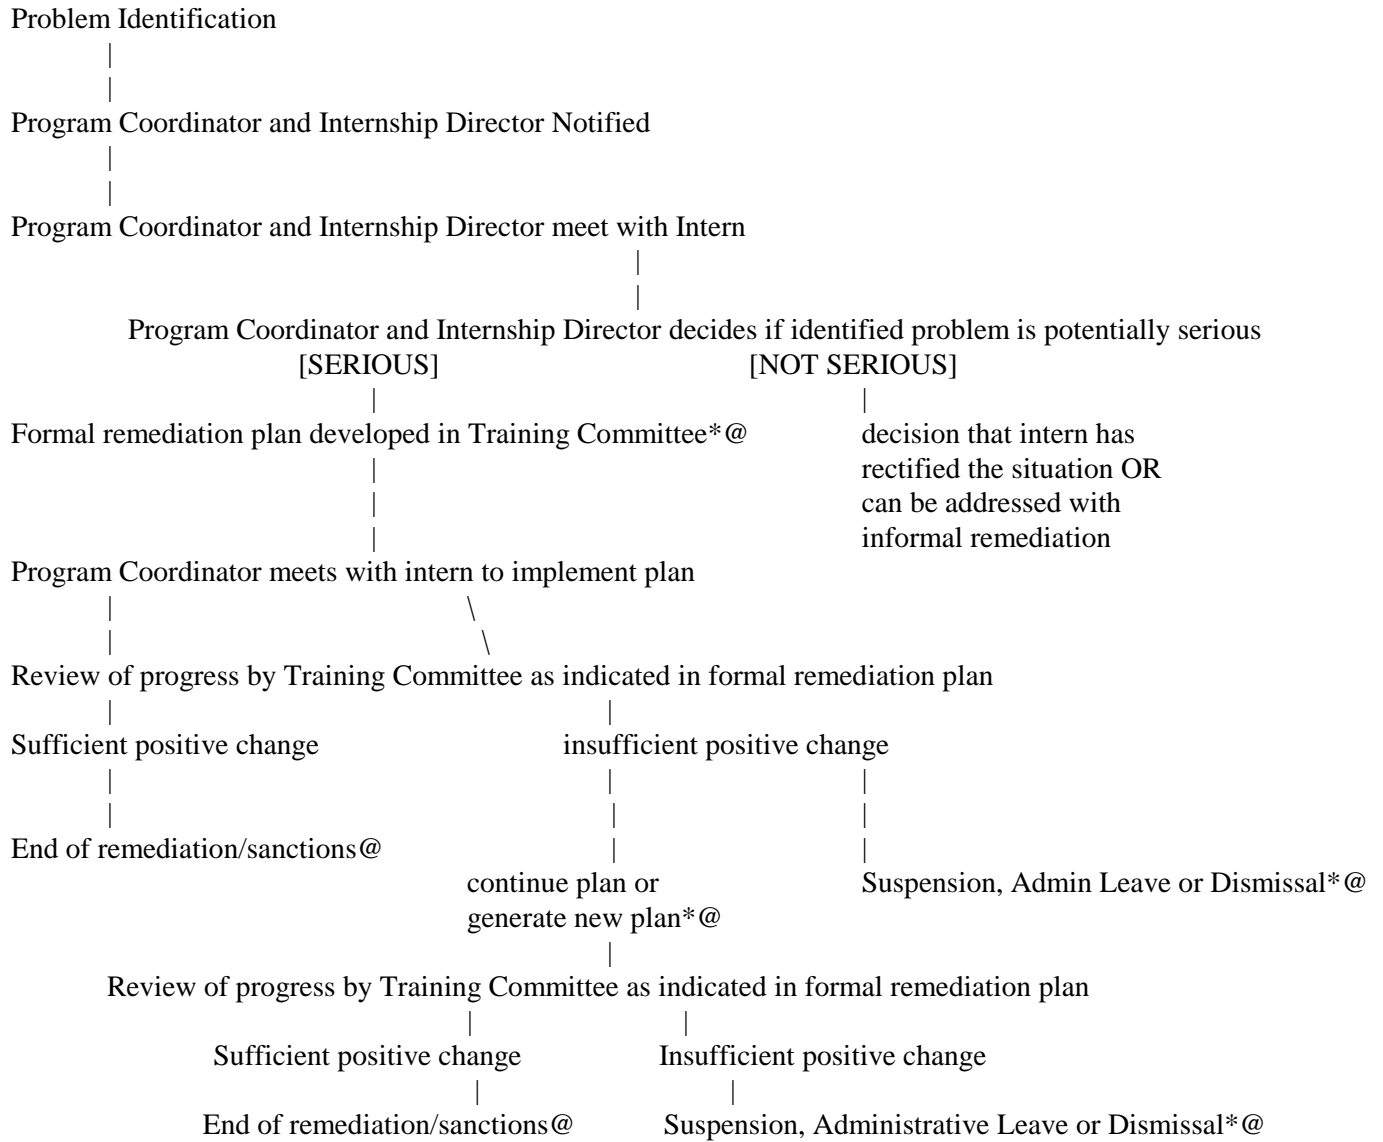 Problem Identification
Program Coordinator and Internship Director Notified
Program Coordinator and Internship Director meet with Intern
Program Coordinator and Internship Director decides if identified problem is potentially serious
[SERIOUS] [NOT SERIOUS]
Formal remediation plan developed in Training Committee*@ decision that intern has
rectified the situation OR
can be addressed with
informal remediation
Program Coordinator meets with intern to implement plan
Review of progress by Training Committee as indicated in formal remediation plan
Sufficient positive change insufficient positive change
End of remediation/sanctions@
continue plan or Suspension, Admin Leave or Dismissal*@
generate new plan*@
Review of progress by Training Committee as indicated in formal remediation plan
Sufficient positive change Insufficient positive change
End of remediation/sanctions@ Suspension, Administrative Leave or Dismissal*@